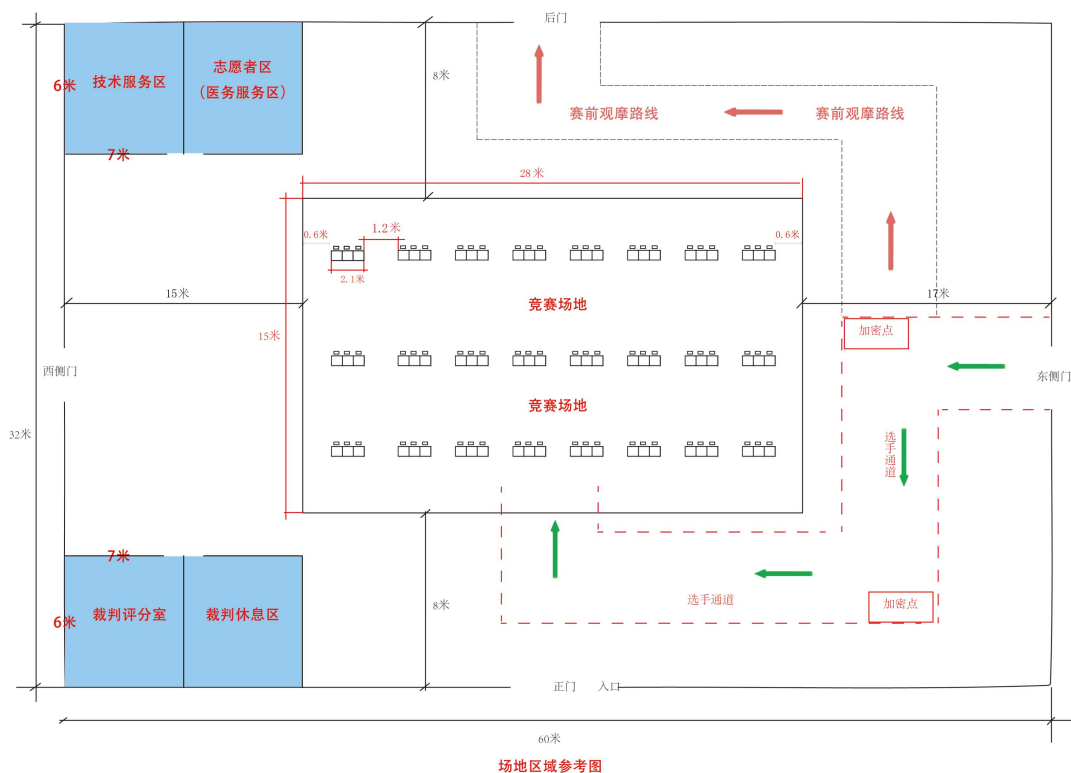 后门
技术服务区
志愿者区
（医务服务区）
6米
7米
8米
赛前观摩路线
赛前观摩路线
28米
0.6米
1.2米
0.6米
2.1米
15米
竞赛场地
17米
15米
加密点
西侧门
东侧门
竞赛场地
32米
选手通道
7米
6米
裁判评分室
裁判休息区
8米
选手通道
加密点
正门
入口
60米
场地区域参考图